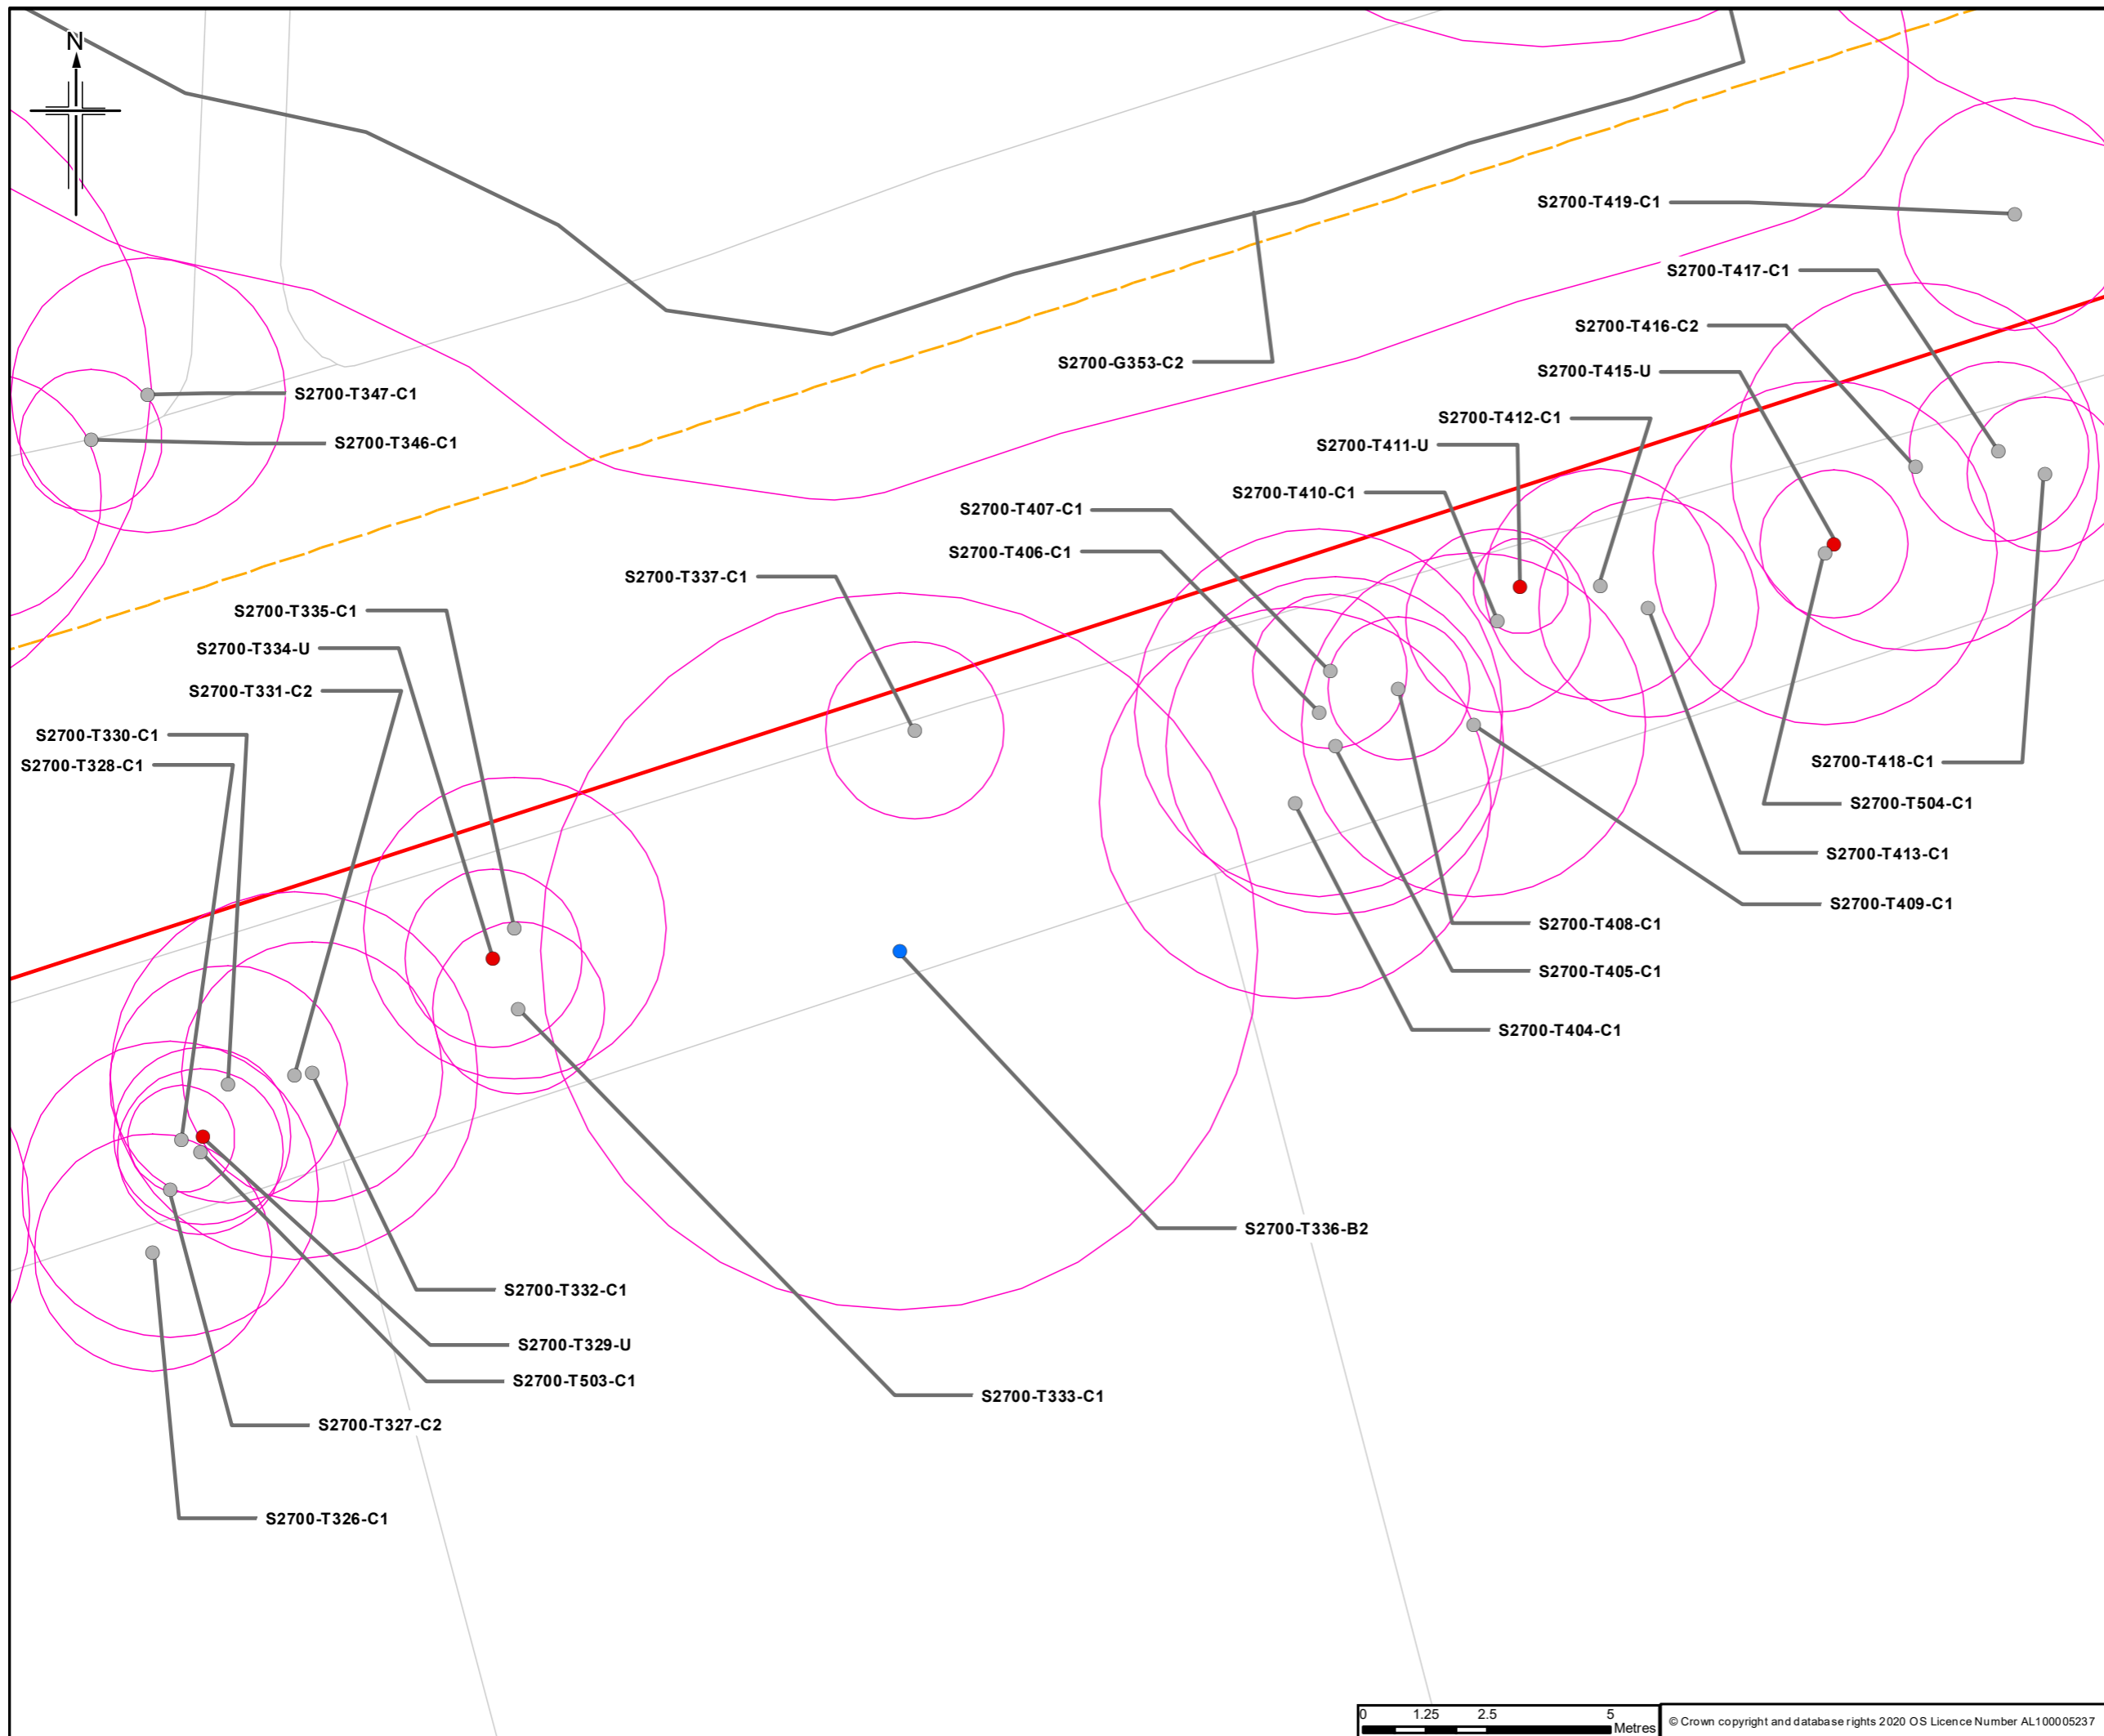 N
S2700-T419-C1
S2700-T417-C1
S2700-T416-C2
S2700-G353-C2
S2700-T415-U
S2700-T347-C1
S2700-T412-C1
S2700-T346-C1
S2700-T411-U
S2700-T410-C1
S2700-T407-C1
S2700-T406-C1
S2700-T337-C1
S2700-T335-C1
S2700-T334-U
S2700-T331-C2
S2700-T330-C1
S2700-T328-C1
S2700-T418-C1
S2700-T504-C1
S2700-T413-C1
S2700-T409-C1
S2700-T408-C1
S2700-T405-C1
S2700-T404-C1
S2700-T336-B2
S2700-T332-C1
S2700-T329-U
S2700-T503-C1
S2700-T333-C1
S2700-T327-C2
S2700-T326-C1
0 1.25 2.5 5
Metres
© Crown copyright and database rights 2020 OS Licence Number AL100005237